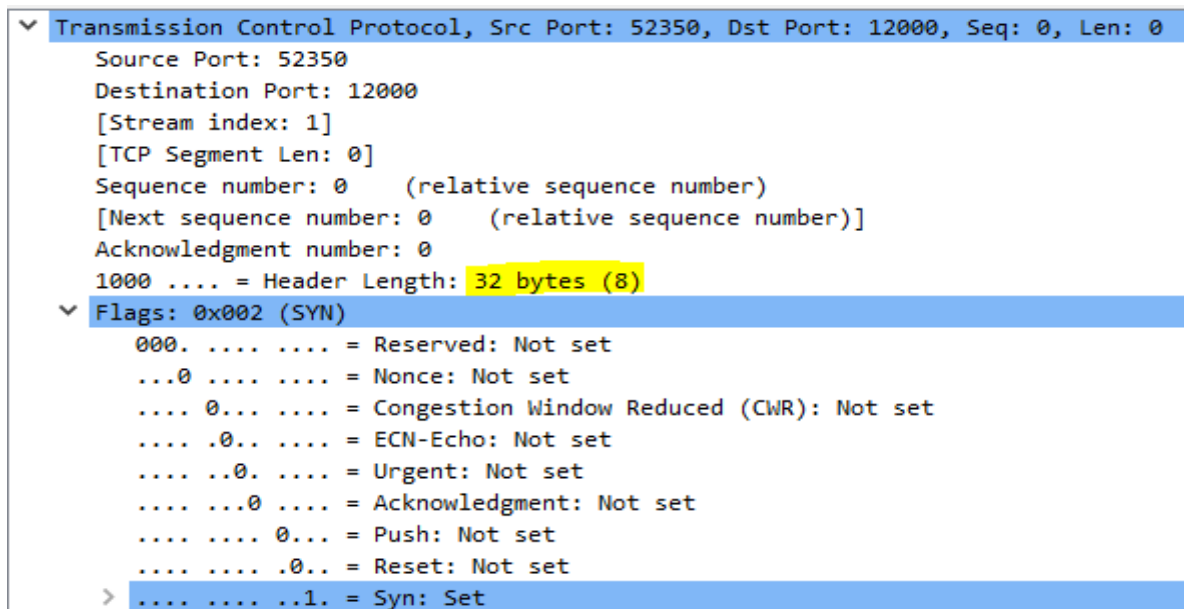 Transmission Control Protocol, Src Port: 52350, Dst Port: 12000, Seq: 0, Len: 0
Source Port: 52350
Destination Port: 12000
[Stream index: 1]
[TCP Segment Len: 0]
Sequence number: 0    (relative sequence number)
[Next sequence number: 0    (relative sequence number)]
Acknowledgment number: 0
1000 .... = Header Length: 32 bytes (8)
Flags: 0x002 (SYN)
000. .... .... = Reserved: Not set
...0 .... .... = Nonce: Not set
.... 0... .... = Congestion Window Reduced (CWR): Not set
.... .0.. .... = ECN-Echo: Not set
.... ..0. .... = Urgent: Not set
.... ...0 .... = Acknowledgment: Not set
.... .... 0... = Push: Not set
.... .... .0.. = Reset: Not set
.... .... ..1. = Syn: Set